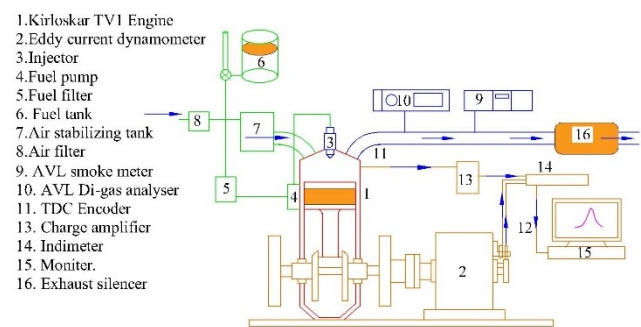 1.Kirloskar TV1 Engine
2.Eddy current dynamometer
3.Injector
4.Fuel pump
5.Fuel filter
6. Fuel tank
7.Air stabilizing tank
8.Air filter
9. AVL smoke meter
10. AVL Di-gas analyser
11. TDC Encoder
13. Charge amplifier
14. Indimeter
15. Moniter.
16. Exhaust silencer
6
8
7
3
10
9
16
11
5
4
1
13
14
12
15
2